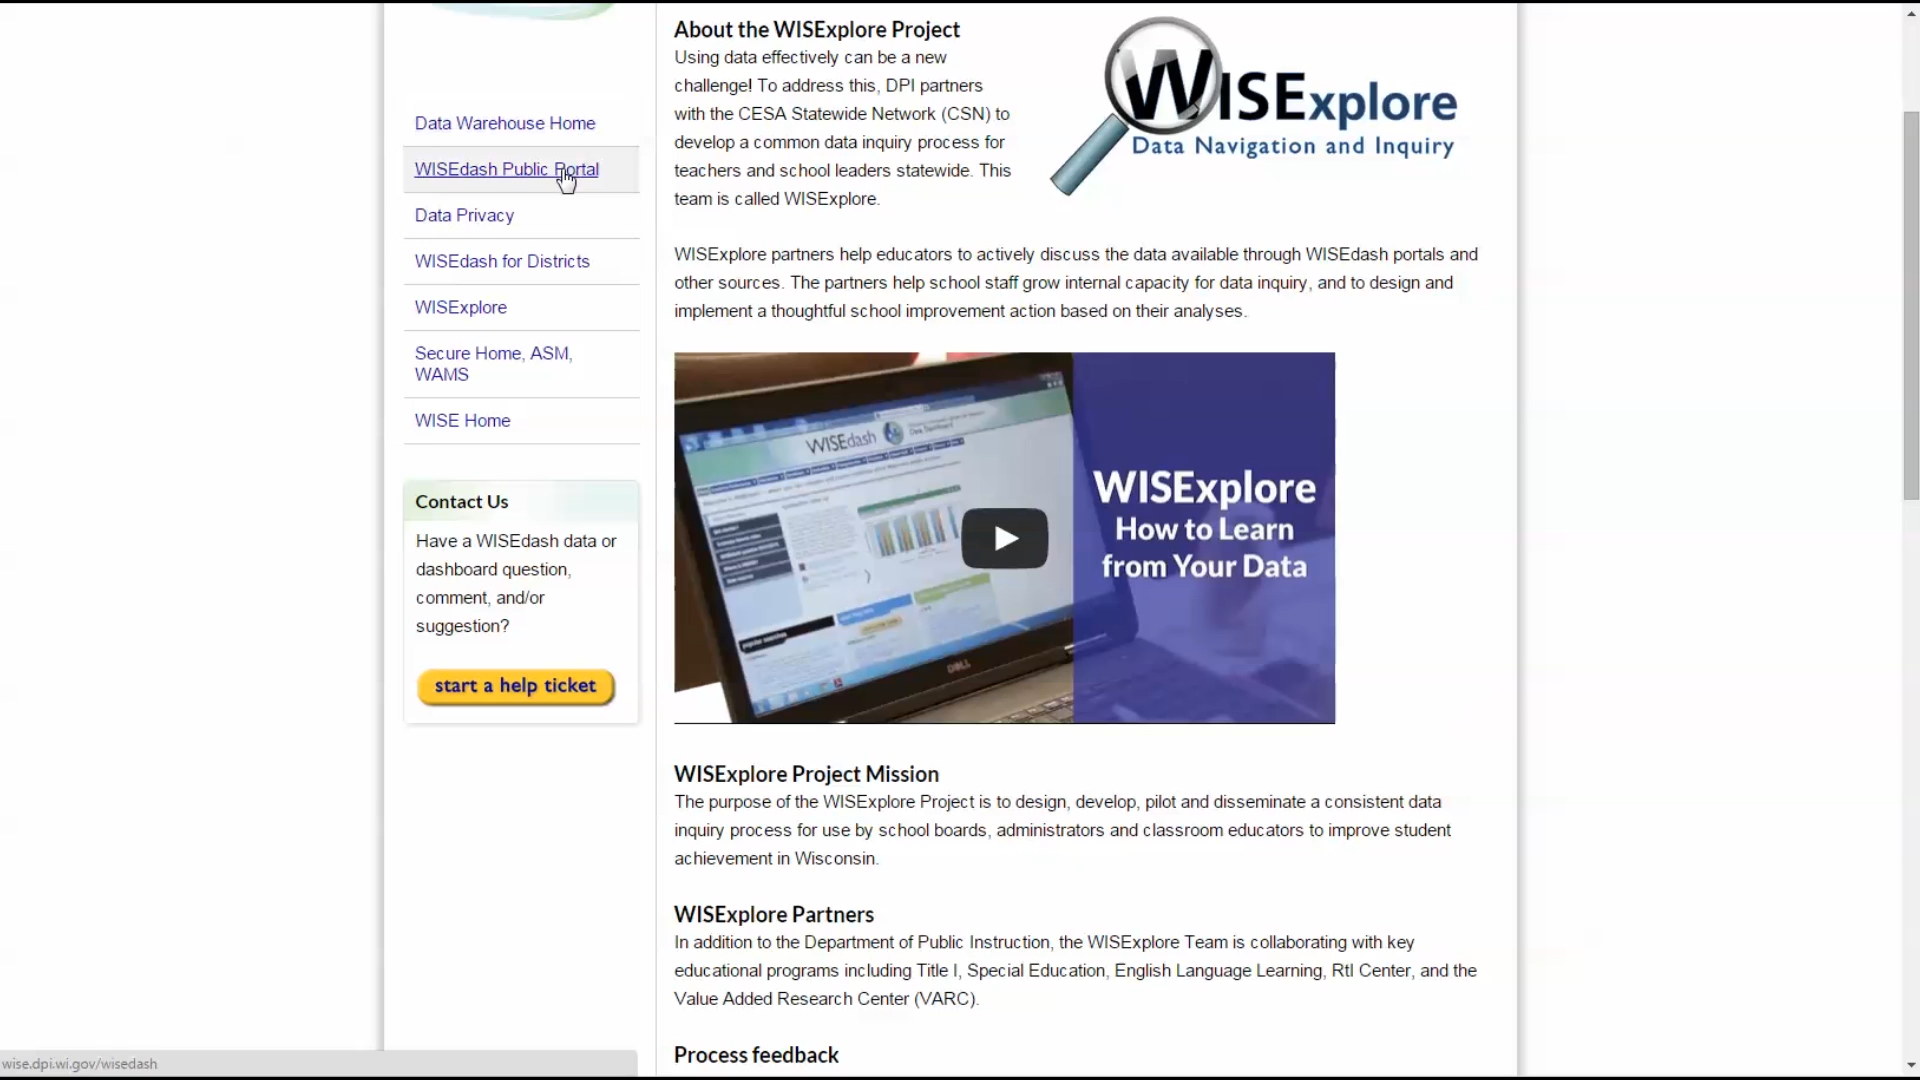 Data Warehouse Home
WISEdash Public Portal
Data Privacy
WISEdash for Districts
WISExplore
Secure Home, ASM,
WAMS
WISE Home
Contact Us
Have a WISEdash data or
dashboard question,
comment, and/or
suggestion?
start a help ticket
About the WISExplore Project
Using data effectively can be a new
challenge! To address this, DPI partners
with the CESA Statewide Network (CSN) to
develop a common data inquiry process for
teachers and school leaders statewide. This
team is called WISExplore.
WISExplore
Data Navigation and Inquiry
WISExplore partners help educators to actively discuss the data available through WISEdash portals and
other sources. The partners help school staff grow internal capacity for data inquiry, and to design and
implement a thoughtful school improvement action based on their analyses.
WISEdash
DELL
WISExplore
How to Learn
from Your Data
WISExplore Project Mission
The purpose of the WISExplore Project is to design, develop, pilot and disseminate a consistent data
inquiry process for use by school boards, administrators and classroom educators to improve student
achievement in Wisconsin.
WISExplore Partners
In addition to the Department of Public Instruction, the WISExplore Team is collaborating with key
educational programs including Title I, Special Education, English Language Learning, RtI Center, and the
Value Added Research Center (VARC).
Process feedback
wise.dpi.wi.gov/wisedash